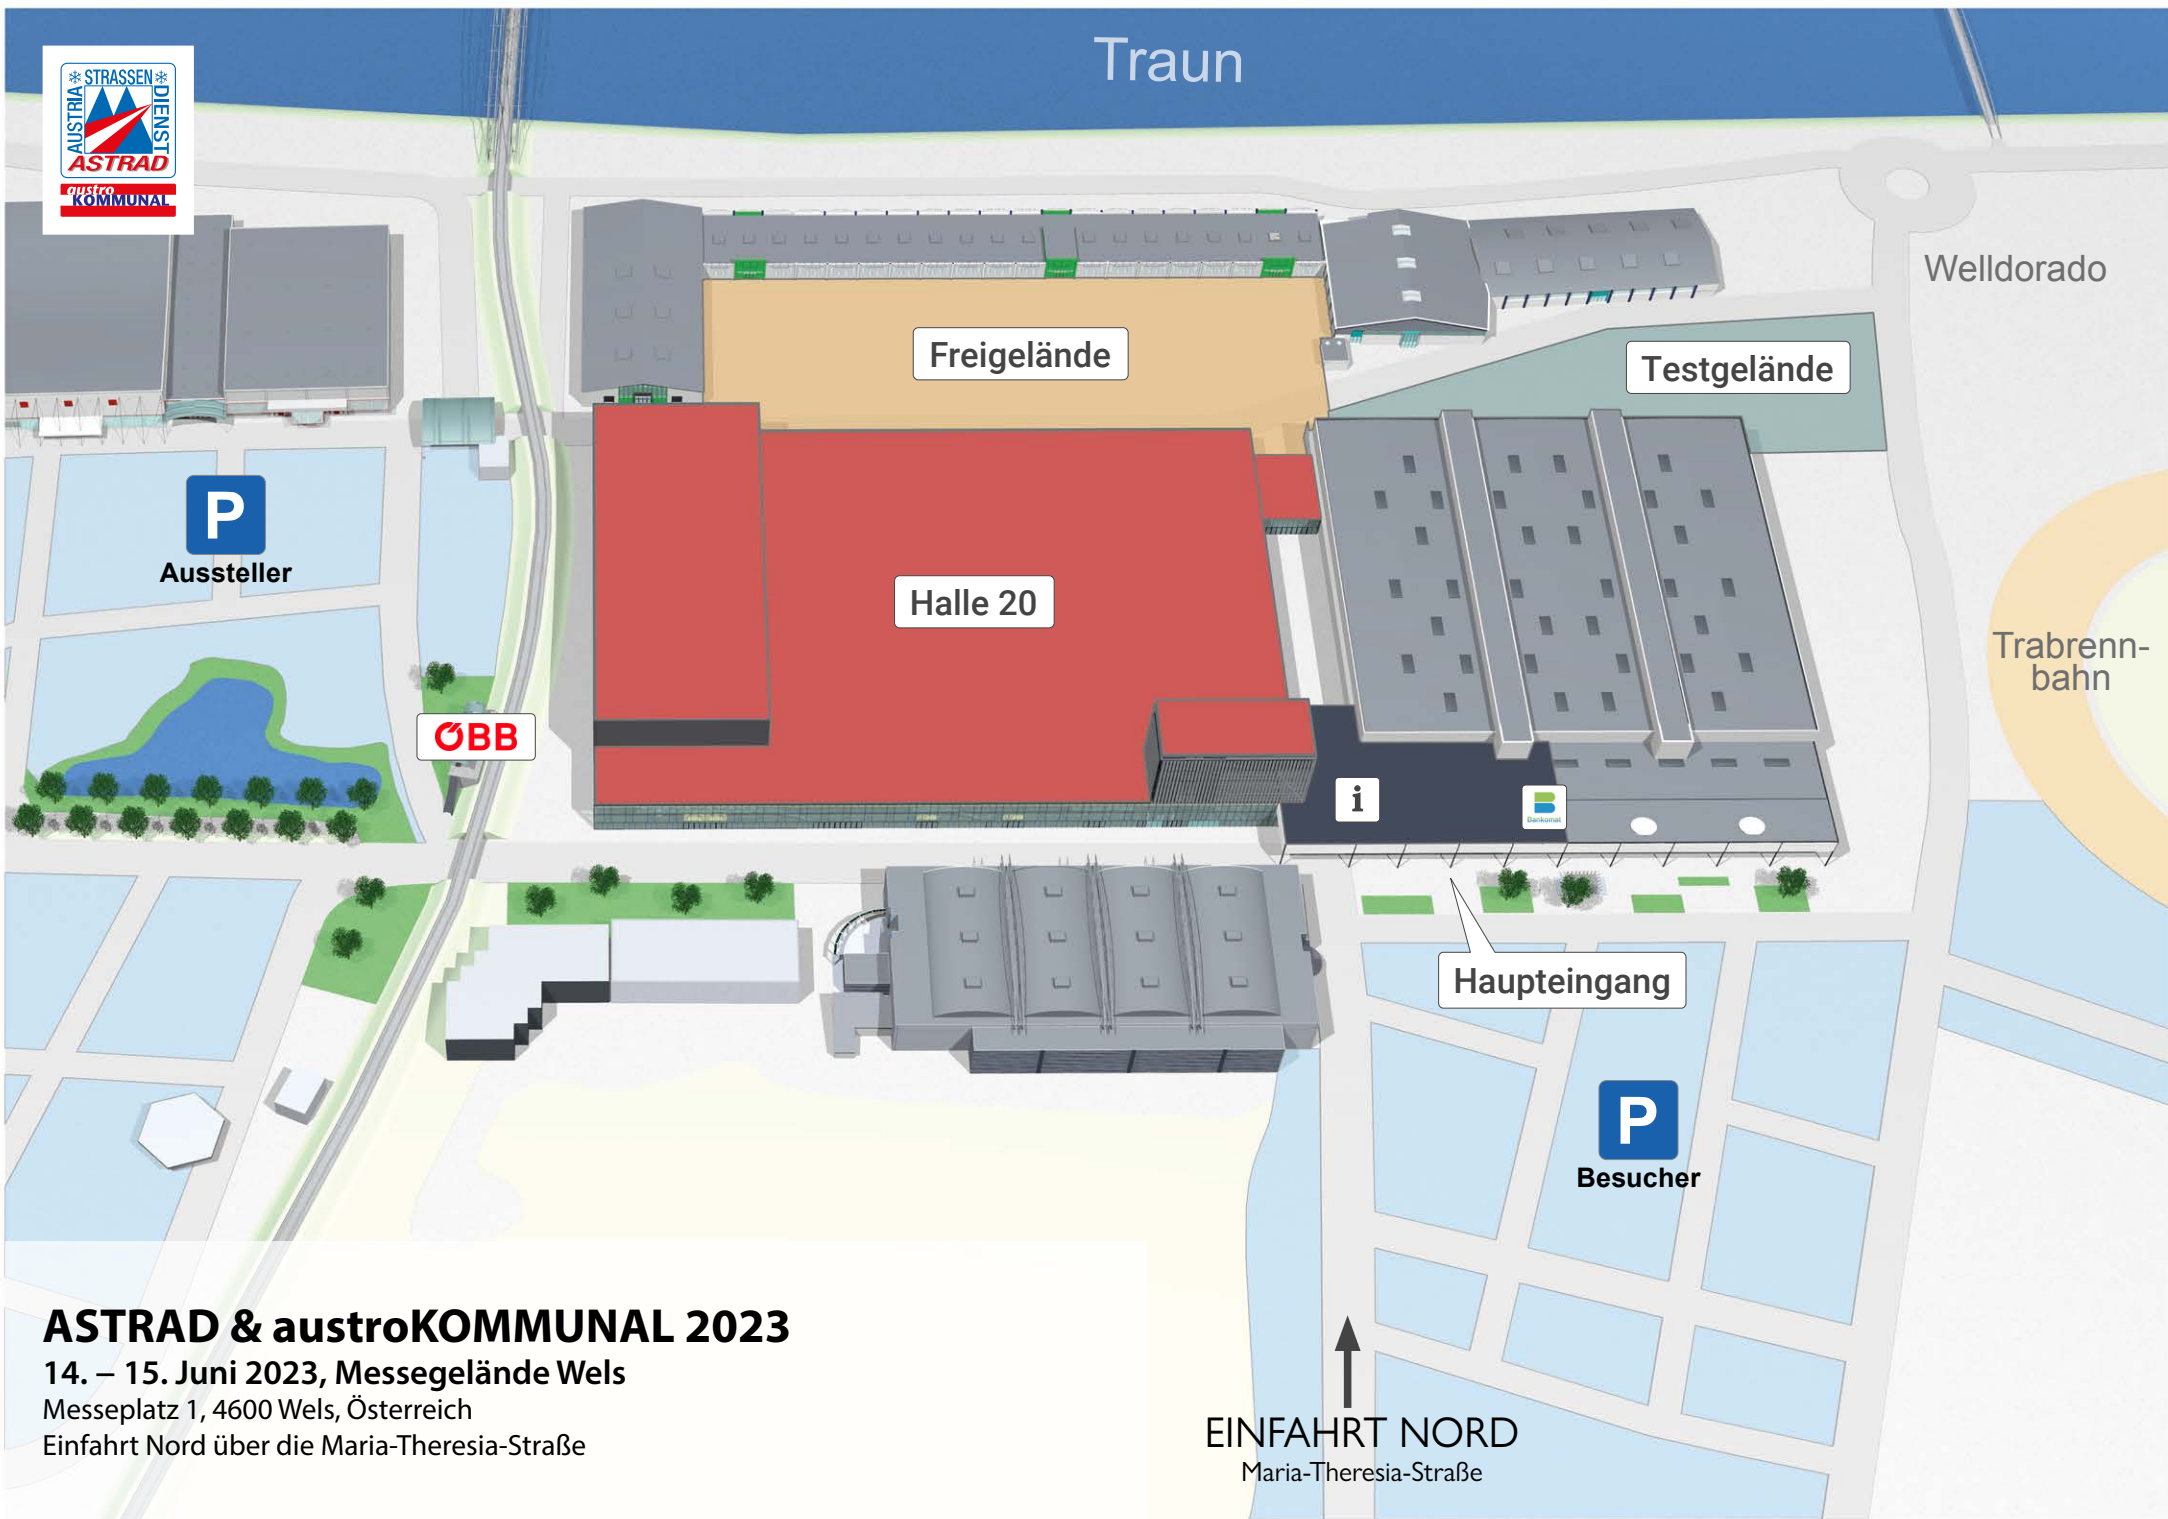 Traun
STRASSEN
AUSTRIA
DIENST
ASTRAD
austro
KOMMUNAL
Welldorado
Freigelände
Testgelände
P
Aussteller
Halle 20
Trabrenn-
bahn
ÖBB
i
Bankomat
Haupteingang
P
Besucher
ASTRAD & austroKOMMUNAL 2023
14. – 15. Juni 2023, Messegelände Wels
Messeplatz 1, 4600 Wels, Österreich
Einfahrt Nord über die Maria-Theresia-Straße
EINFAHRT NORD
Maria-Theresia-Straße